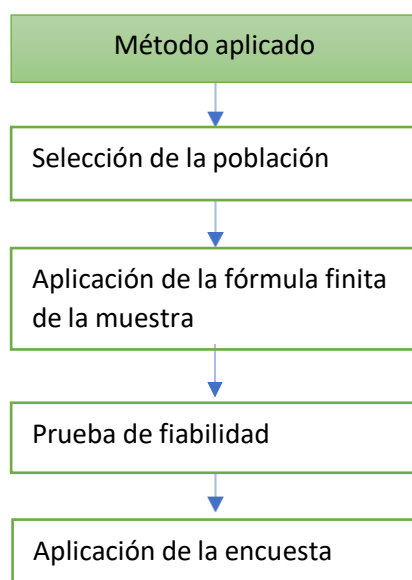 Método aplicado
Selección de la población
Aplicación de la fórmula finita
de la muestra
Prueba de fiabilidad
Aplicación de la encuesta